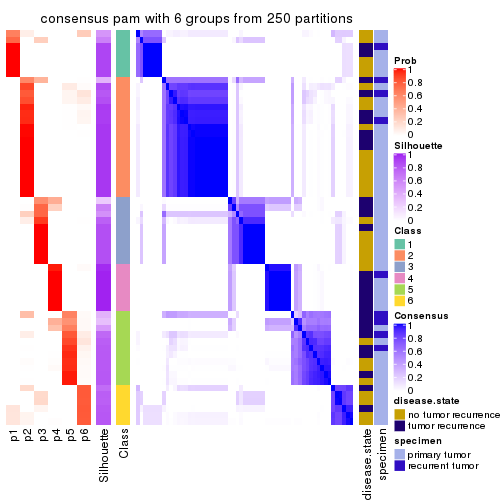 consensus pam with 6 groups from 250 partitions
Prob
1
0.8
0.6
0.4
0.2
0
Silhouette
1
0.8
0.6
0.4
0.2
0
Class
1
2
3
4
5
6
Consensus
1
0.8
0.6
0.4
0.2
0
disease.state
no tumor recurrence
tumor recurrence
specimen
primary tumor
recurrent tumor
p1
p2
p3
p4
p5
p6
Silhouette
Class
disease.state
specimen